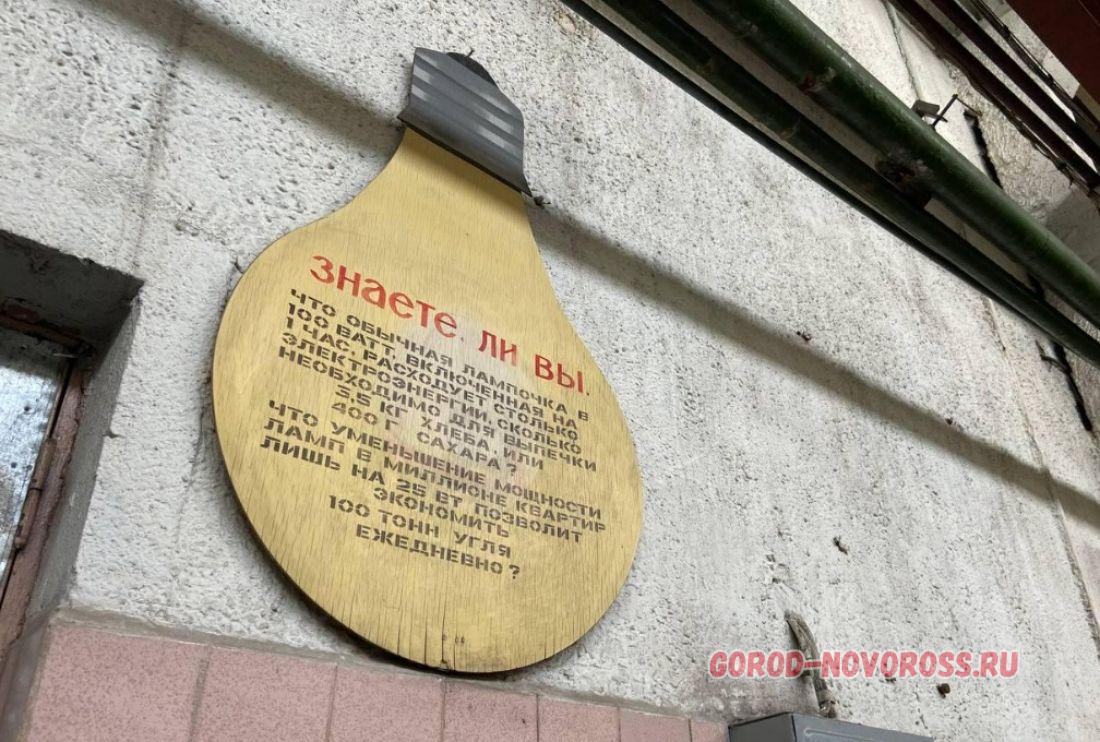 знаете ли вы.
ЧТО ОБЫЧНАЯ ЛАМПОЧКА В
100 ВАТТ, ВКЛЮЧЕННАЯ НА
1 ЧАС, РАСХОДУЕТ СТОЛЬКО
ЭЛЕКТРОЭНЕРГИИ, СКОЛЬКО
НЕОБХОДИМО ДЛЯ ВЫПЕЧКИ
3,5 КГ ХЛЕБА, ИЛИ
400 Г. САХАРА?
ЧТО УМЕНЬШЕНИЕ МОЩНОСТИ
ЛАМП В МИЛЛИОНЕ КВАРТИР
ЛИШЬ НА 25 ВТ ПОЗВОЛИТ
ЭКОНОМИТЬ
100 ТОНН УГЛЯ
ЕЖЕДНЕВНО?
GOROD-NOVOROSS.RU